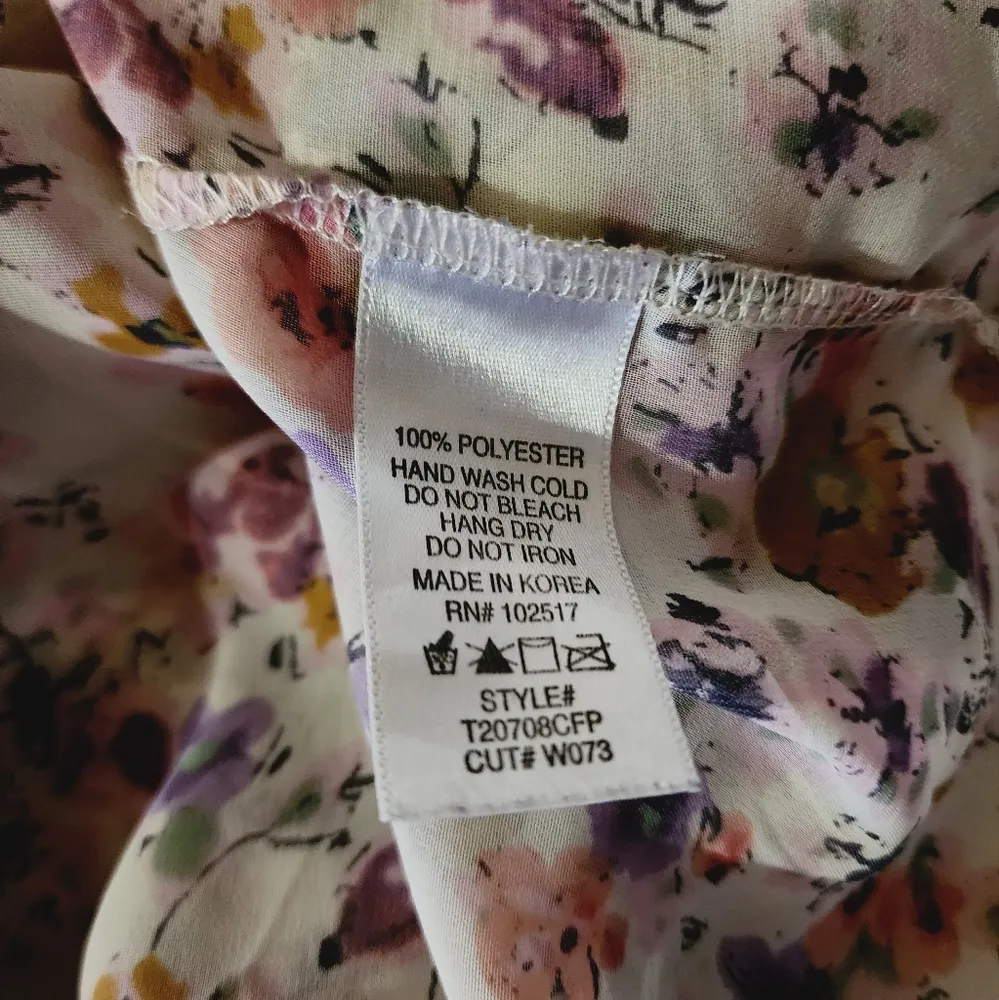 100% POLYESTER
HAND WASH COLD
DO NOT BLEACH
HANG DRY
DO NOT IRON
MADE IN KOREA
RN# 102517
STYLE#
T20708CFP
CUT# W073